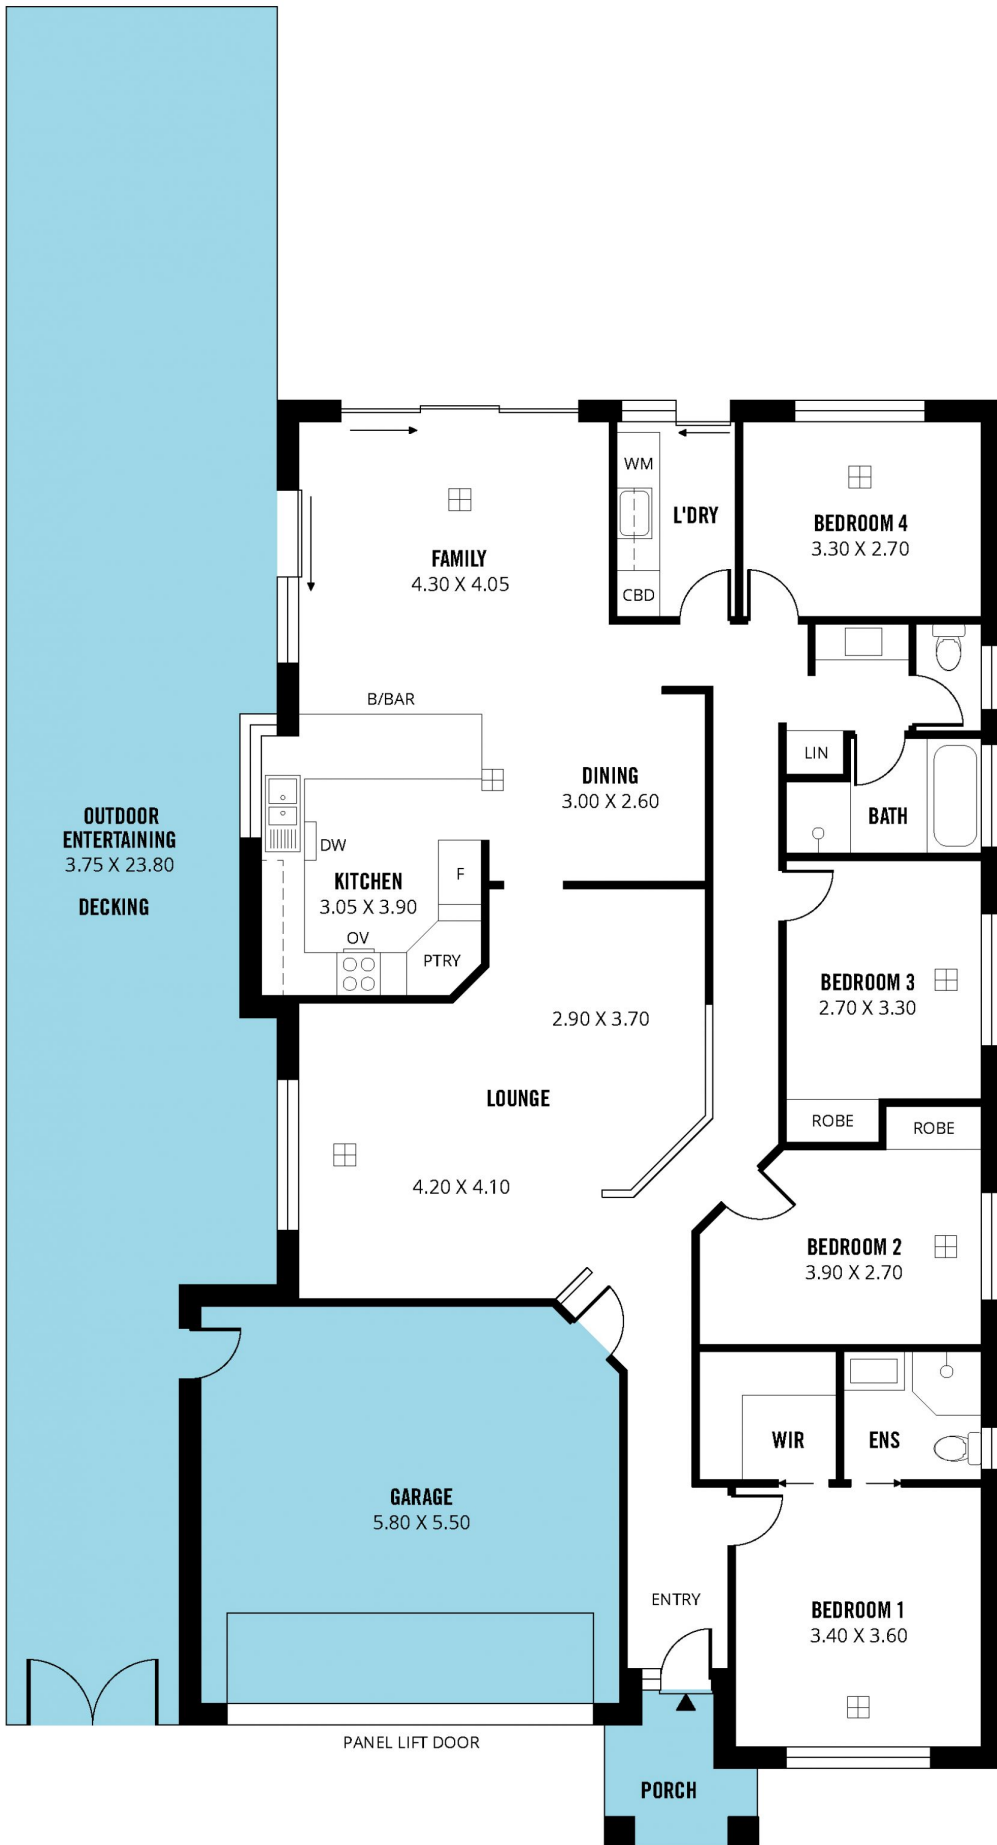 WM
L'DRY
CBD
BEDROOM 4
3.30 X 2.70
FAMILY
4.30 X 4.05
B/BAR
DINING
3.00 X 2.60
LIN
BATH
OUTDOOR
ENTERTAINING
3.75 X 23.80
DECKING
DW
KITCHEN
3.05 X 3.90
F
OV
PTRY
BEDROOM 3
2.70 X 3.30
2.90 X 3.70
LOUNGE
4.20 X 4.10
ROBE
ROBE
BEDROOM 2
3.90 X 2.70
WIR
ENS
GARAGE
5.80 X 5.50
ENTRY
BEDROOM 1
3.40 X 3.60
PANEL LIFT DOOR
PORCH